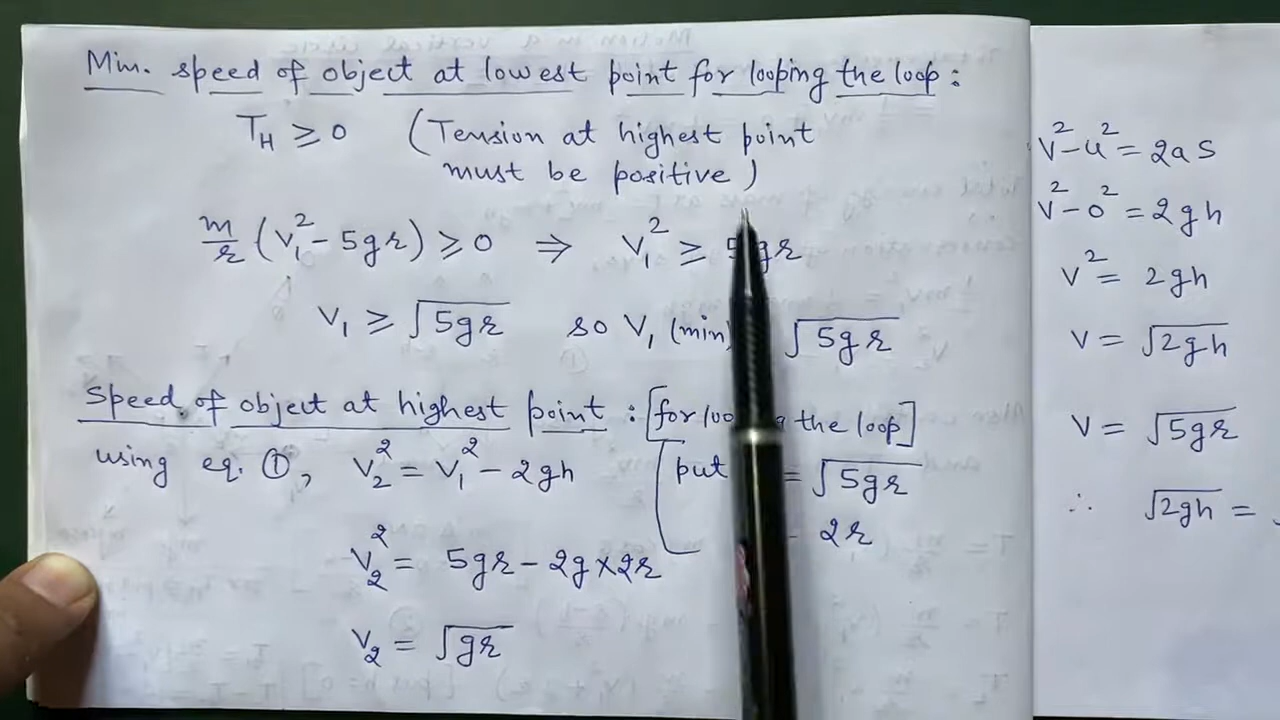 Min. speed of object at lowest point for looping the loop :
T_H ≥ 0 (Tension at highest point
must be positive)
m/r (v₁² - 5gr) ≥ 0 ⇒ v₁² ≥ 5gr
v₁ ≥ √5gr so v₁ (min) √5gr
Speed of object at highest point : [for the loop]
using eq. ①, v₂² = v₁² - 2gh
put = √5gr
2r
v₂² = 5gr - 2g × 2r
v₂ = √gr
v² - u² = 2as
v² - 0² = 2gh
v² = 2gh
v = √2gh
v = √5gr
∴ √2gh =